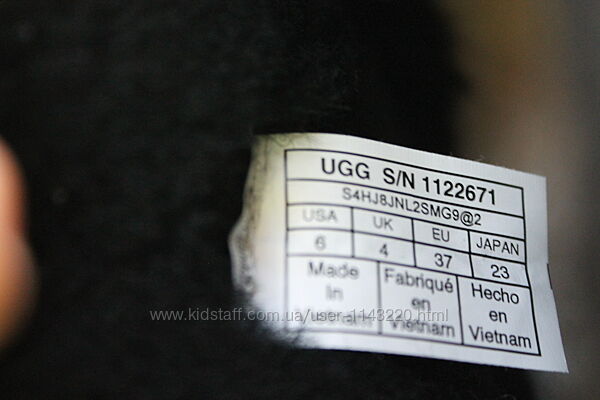 UGG S/N 1122671
S4HJ8JNL2SMG9@2
USA UK EU JAPAN
6 4 37 23
Made Fabriqué Hecho
In en en
Vietnam Vietnam
www.kidstaff.com.ua/user-1143220.html